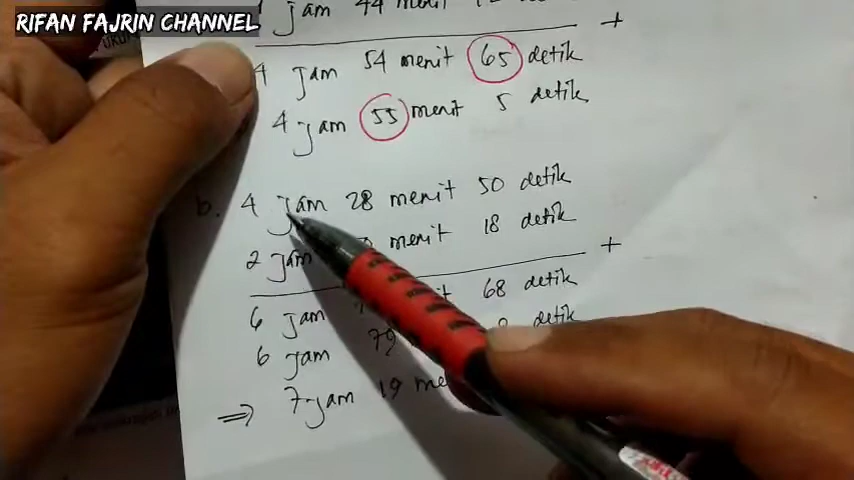 RIFAN FAJRIN CHANNEL
jam 44 menit
+
4 jam 54 menit 65 detik
4 jam 55 menit 5 detik
b. 4 jam 28 menit 50 detik
2 jam menit 18 detik
+
6 jam 68 detik
6 jam 79 detik
⇒ 7 jam 19